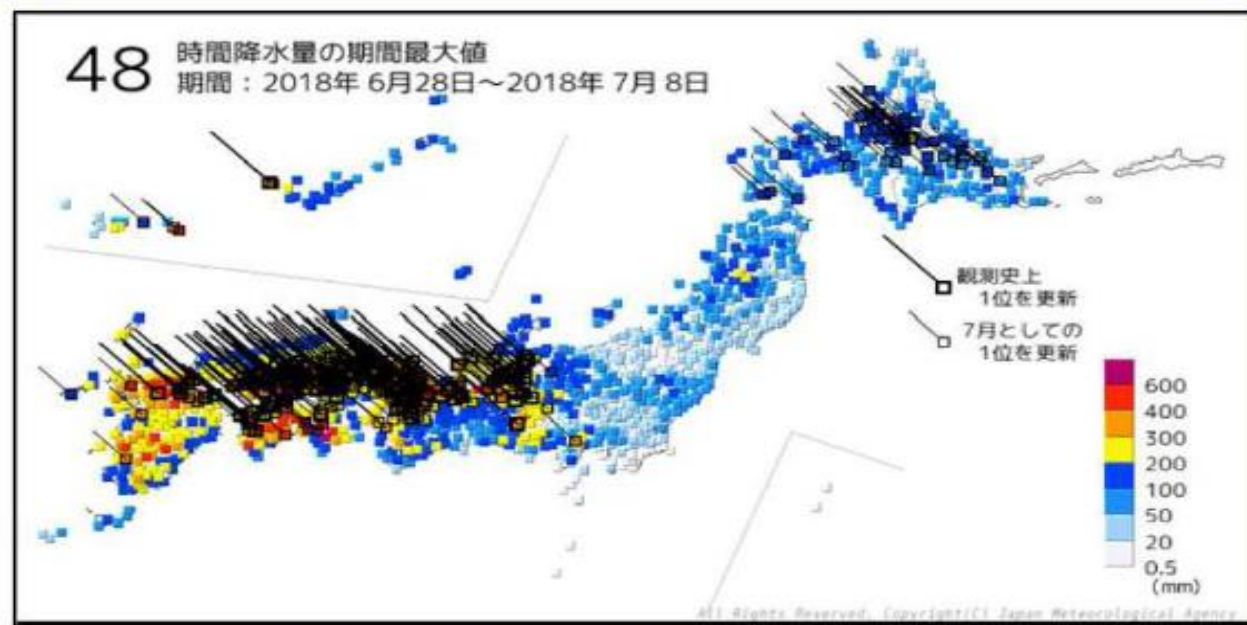 48 時間降水量の期間最大値
期間：2018年 6月28日～2018年 7月 8日
観測史上
1位を更新
7月としての
1位を更新
600
400
300
200
100
50
20
0.5
(mm)
All Rights Reserved, Copyright(C) Japan Meteorological Agency